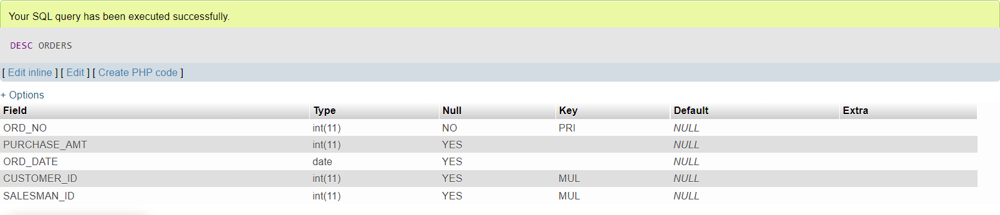 Your SQL query has been executed successfully.
DESC ORDERS
[ Edit inline ] [ Edit ] [ Create PHP code ]
+ Options
Field Type Null Key Default Extra
ORD_NO int(11) NO PRI NULL
PURCHASE_AMT int(11) YES NULL
ORD_DATE date YES NULL
CUSTOMER_ID int(11) YES MUL NULL
SALESMAN_ID int(11) YES MUL NULL